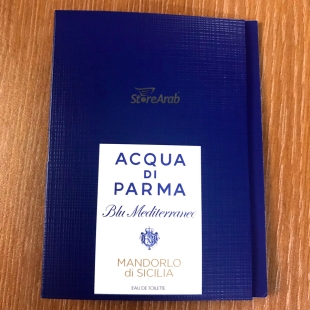 StoreArab
ACQUA
DI
PARMA
Blu Mediterraneo
MANDORLO
di SICILIA
EAU DE TOILETTE